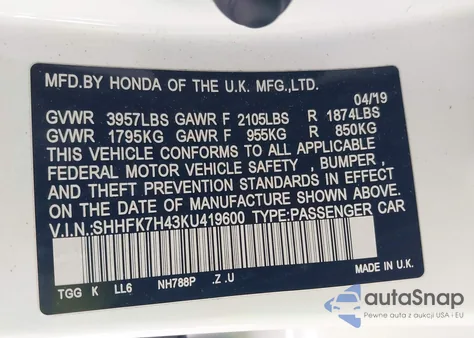 MFD.BY HONDA OF THE U.K. MFG.,LTD.
04/19
GVWR 3957LBS GAWR F 2105LBS R 1874LBS
GVWR 1795KG GAWR F 955KG R 850KG
THIS VEHICLE CONFORMS TO ALL APPLICABLE
FEDERAL MOTOR VEHICLE SAFETY , BUMPER ,
AND THEFT PREVENTION STANDARDS IN EFFECT
ON THE DATE OF MANUFACTURE SHOWN ABOVE.
V.I.N.:SHHFK7H43KU419600 TYPE:PASSENGER CAR
TGG K LL6 NH788P .Z .U MADE IN U.K.
autoSnap
Pewne auta z aukcji USA i EU